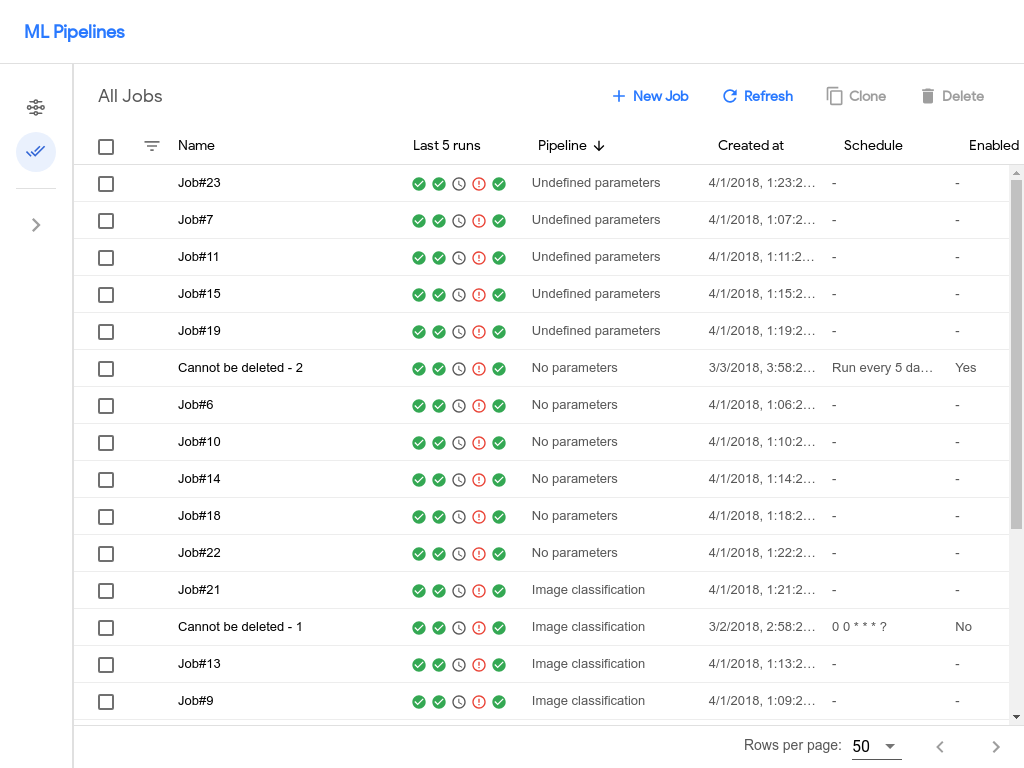 ML Pipelines
All Jobs
New Job
Refresh
Clone
Delete
Name Last 5 runs Pipeline Created at Schedule Enabled
Job#23 Undefined parameters 4/1/2018, 1:23:2… - -
Job#7 Undefined parameters 4/1/2018, 1:07:2… - -
Job#11 Undefined parameters 4/1/2018, 1:11:2… - -
Job#15 Undefined parameters 4/1/2018, 1:15:2… - -
Job#19 Undefined parameters 4/1/2018, 1:19:2… - -
Cannot be deleted - 2 No parameters 3/3/2018, 3:58:2… Run every 5 da… Yes
Job#6 No parameters 4/1/2018, 1:06:2… - -
Job#10 No parameters 4/1/2018, 1:10:2… - -
Job#14 No parameters 4/1/2018, 1:14:2… - -
Job#18 No parameters 4/1/2018, 1:18:2… - -
Job#22 No parameters 4/1/2018, 1:22:2… - -
Job#21 Image classification 4/1/2018, 1:21:2… - -
Cannot be deleted - 1 Image classification 3/2/2018, 2:58:2… 0 0 * * * ? No
Job#13 Image classification 4/1/2018, 1:13:2… - -
Job#9 Image classification 4/1/2018, 1:09:2… - -
Rows per page: 50